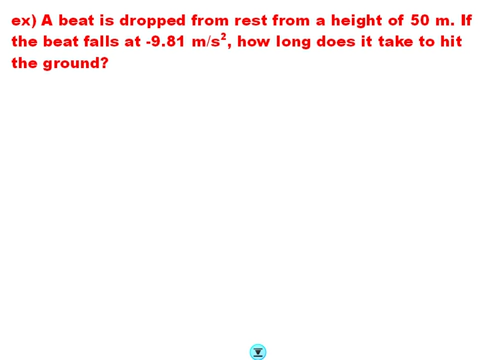 ex) A beat is dropped from rest from a height of 50 m. If
the beat falls at -9.81 m/s², how long does it take to hit
the ground?